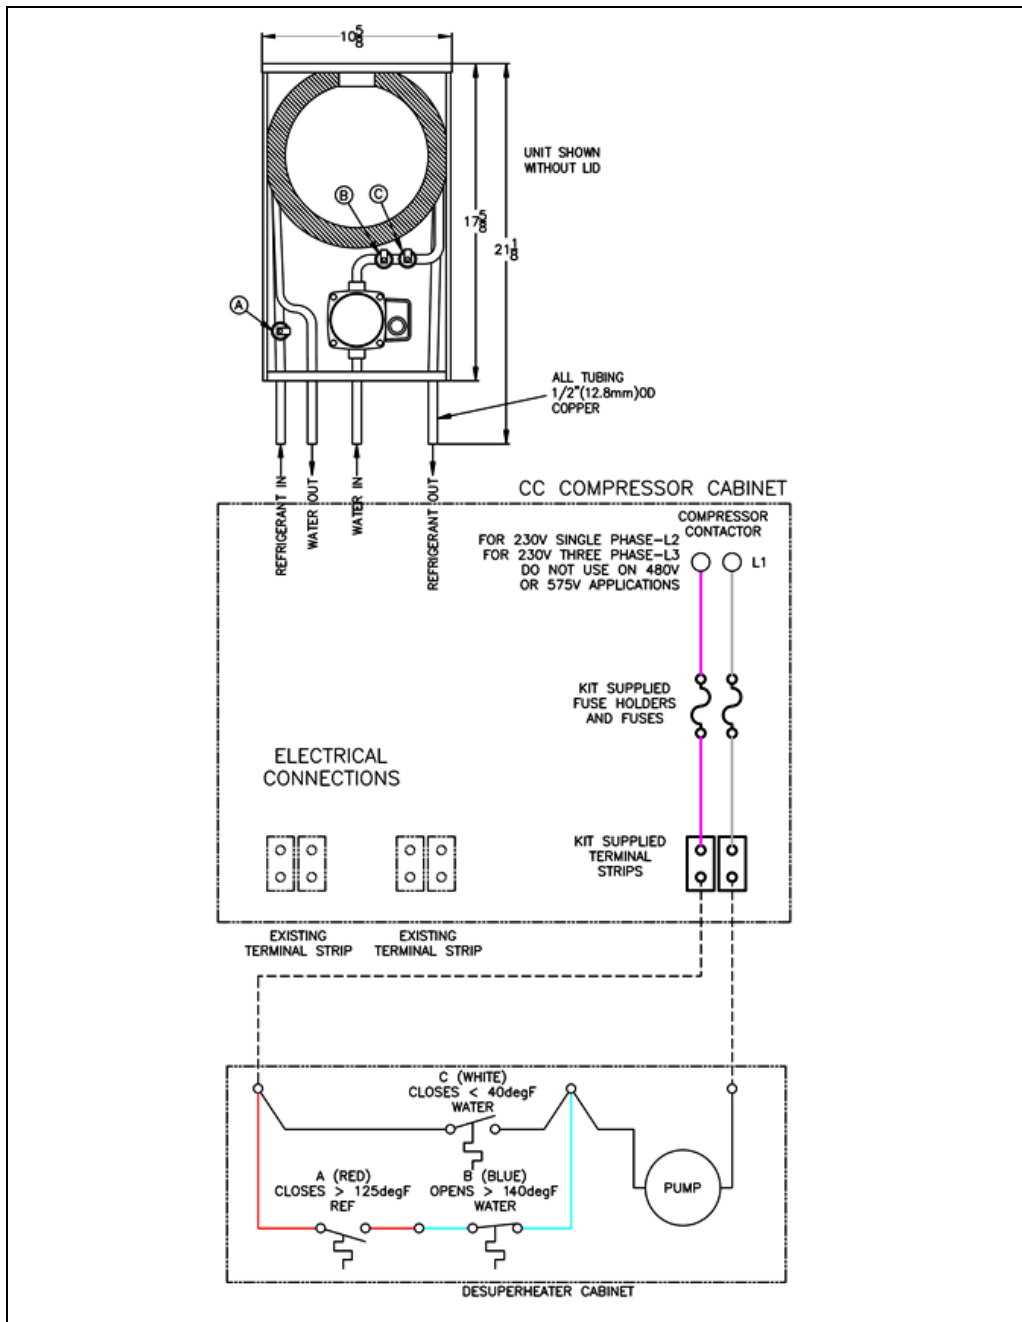 10 5/8
UNIT SHOWN
WITHOUT LID
B
C
17 5/8
21 1/8
A
ALL TUBING
1/2"(12.8mm)OD
COPPER
REFRIGERANT IN
WATER OUT
WATER IN
REFRIGERANT OUT
CC COMPRESSOR CABINET
COMPRESSOR
CONTACTOR
FOR 230V SINGLE PHASE-L2
FOR 230V THREE PHASE-L3
DO NOT USE ON 480V
OR 575V APPLICATIONS
L1
KIT SUPPLIED
FUSE HOLDERS
AND FUSES
ELECTRICAL
CONNECTIONS
KIT SUPPLIED
TERMINAL
STRIPS
EXISTING
TERMINAL STRIP
EXISTING
TERMINAL STRIP
C (WHITE)
CLOSES < 40degF
WATER
A (RED)
CLOSES > 125degF
REF
B (BLUE)
OPENS > 140degF
WATER
PUMP
DESUPERHEATER CABINET